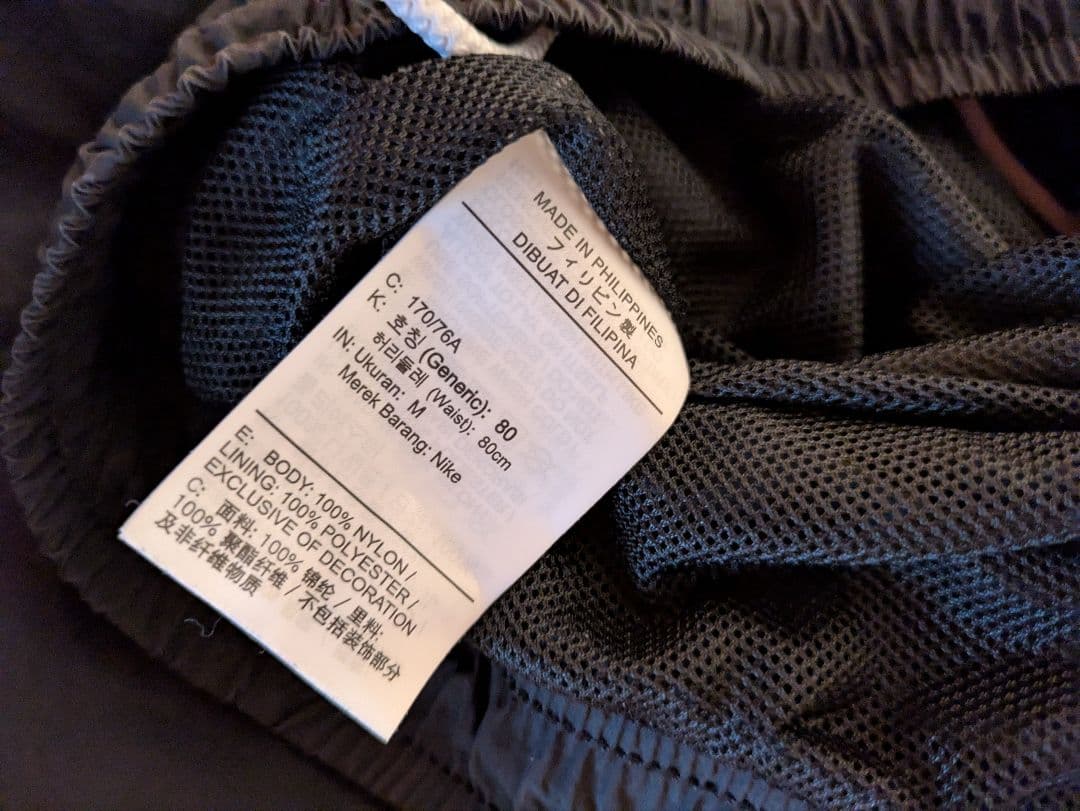 MADE IN PHILIPPINES
フィリピン製
DIBUAT DI FILIPINA
C: 170/76A
K: 호칭(Generic): 80
허리둘레 (Waist): 80cm
IN: Ukuran: M
Merek Barang: Nike
E: BODY: 100% NYLON/
LINING: 100% POLYESTER/
EXCLUSIVE OF DECORATION
C: 面料: 100% 锦纶 / 里料:
100% 聚酯纤维 / 不包括装饰部分
及非纤维物质